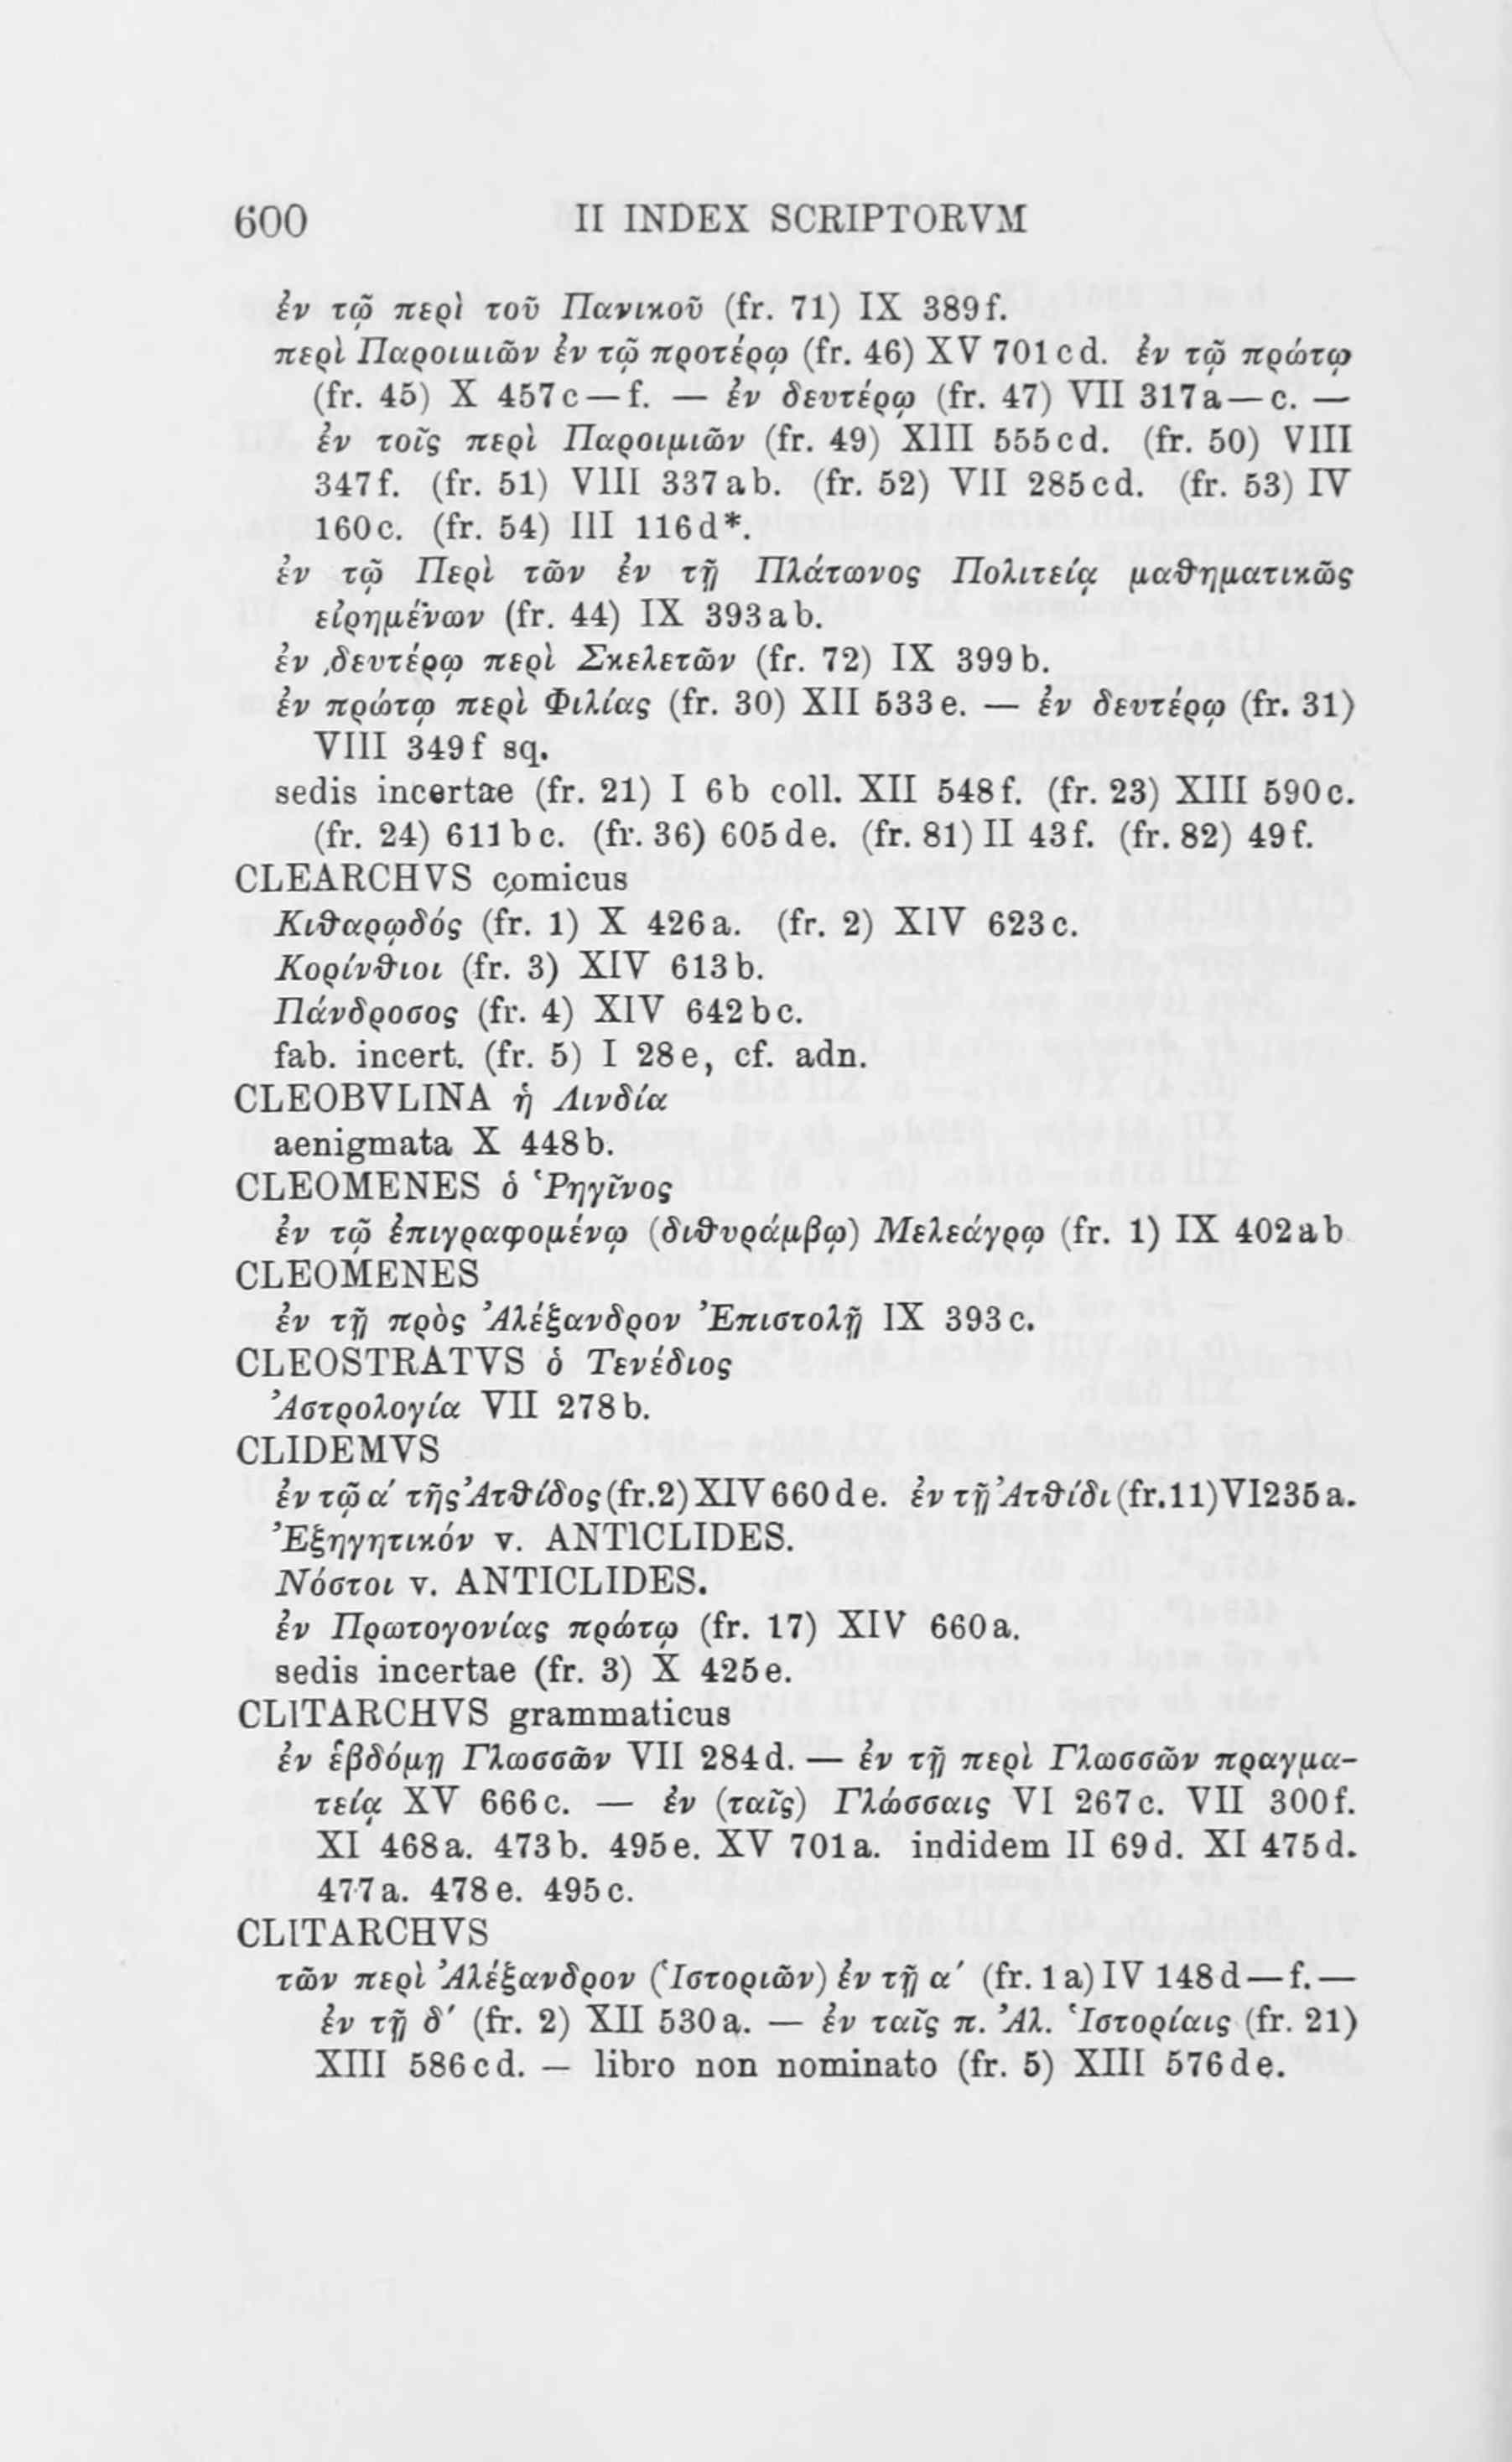 600 II INDEX SCRIPTORVM
ἐν τῷ περὶ τοῦ Πανικοῦ (fr. 71) IX 389f.
περὶ Παροιμιῶν ἐν τῷ προτέρῳ (fr. 46) XV 701cd. ἐν τῷ πρώτῳ
(fr. 45) X 457c—f. — ἐν δευτέρῳ (fr. 47) VII 317a—c. —
ἐν τοῖς περὶ Παροιμιῶν (fr. 49) XIII 555cd. (fr. 50) VIII
347f. (fr. 51) VIII 337ab. (fr. 52) VII 285cd. (fr. 53) IV
160c. (fr. 54) III 116d*.
ἐν τῷ Περὶ τῶν ἐν τῇ Πλάτωνος Πολιτείᾳ μαθηματικῶς
εἰρημένων (fr. 44) IX 393ab.
ἐν δευτέρῳ περὶ Σκελετῶν (fr. 72) IX 399b.
ἐν πρώτῳ περὶ Φιλίας (fr. 30) XII 533e. — ἐν δευτέρῳ (fr. 31)
VIII 349f sq.
sedis incertae (fr. 21) I 6b coll. XII 548f. (fr. 23) XIII 590c.
(fr. 24) 611bc. (fr. 36) 605de. (fr. 81) II 43f. (fr. 82) 49f.
CLEARCHVS comicus
Κιθαρῳδός (fr. 1) X 426a. (fr. 2) XIV 623c.
Κορίνθιοι (fr. 3) XIV 613b.
Πάνδροσος (fr. 4) XIV 642bc.
fab. incert. (fr. 5) I 28e, cf. adn.
CLEOBVLINA ἡ Λινδία
aenigmata X 448b.
CLEOMENES ὁ Ῥηγῖνος
ἐν τῷ ἐπιγραφομένῳ (διθυράμβῳ) Μελεάγρῳ (fr. 1) IX 402ab
CLEOMENES
ἐν τῇ πρὸς Ἀλέξανδρον Ἐπιστολῇ IX 393c.
CLEOSTRATVS ὁ Τενέδιος
Ἀστρολογία VII 278b.
CLIDEMVS
ἐν τῷ α΄ τῆς Ἀτθίδος (fr. 2) XIV 660de. ἐν τῇ Ἀτθίδι (fr. 11) VI 235a.
Ἐξηγητικόν v. ANTICLIDES.
Νόστοι v. ANTICLIDES.
ἐν Πρωτογονίας πρώτῳ (fr. 17) XIV 660a.
sedis incertae (fr. 3) X 425e.
CLITARCHVS grammaticus
ἐν ἑβδόμῃ Γλωσσῶν VII 284d. — ἐν τῇ περὶ Γλωσσῶν πραγμα-
τείᾳ XV 666c. — ἐν (ταῖς) Γλώσσαις VI 267c. VII 300f.
XI 468a. 473b. 495e. XV 701a. indidem II 69d. XI 475d.
477a. 478e. 495c.
CLITARCHVS
τῶν περὶ Ἀλέξανδρον (Ἱστοριῶν) ἐν τῇ α΄ (fr. 1a) IV 148d—f. —
ἐν τῇ δ΄ (fr. 2) XII 530a. — ἐν ταῖς π. Ἀλ. Ἱστορίαις (fr. 21)
XIII 586cd. — libro non nominato (fr. 5) XIII 576de.